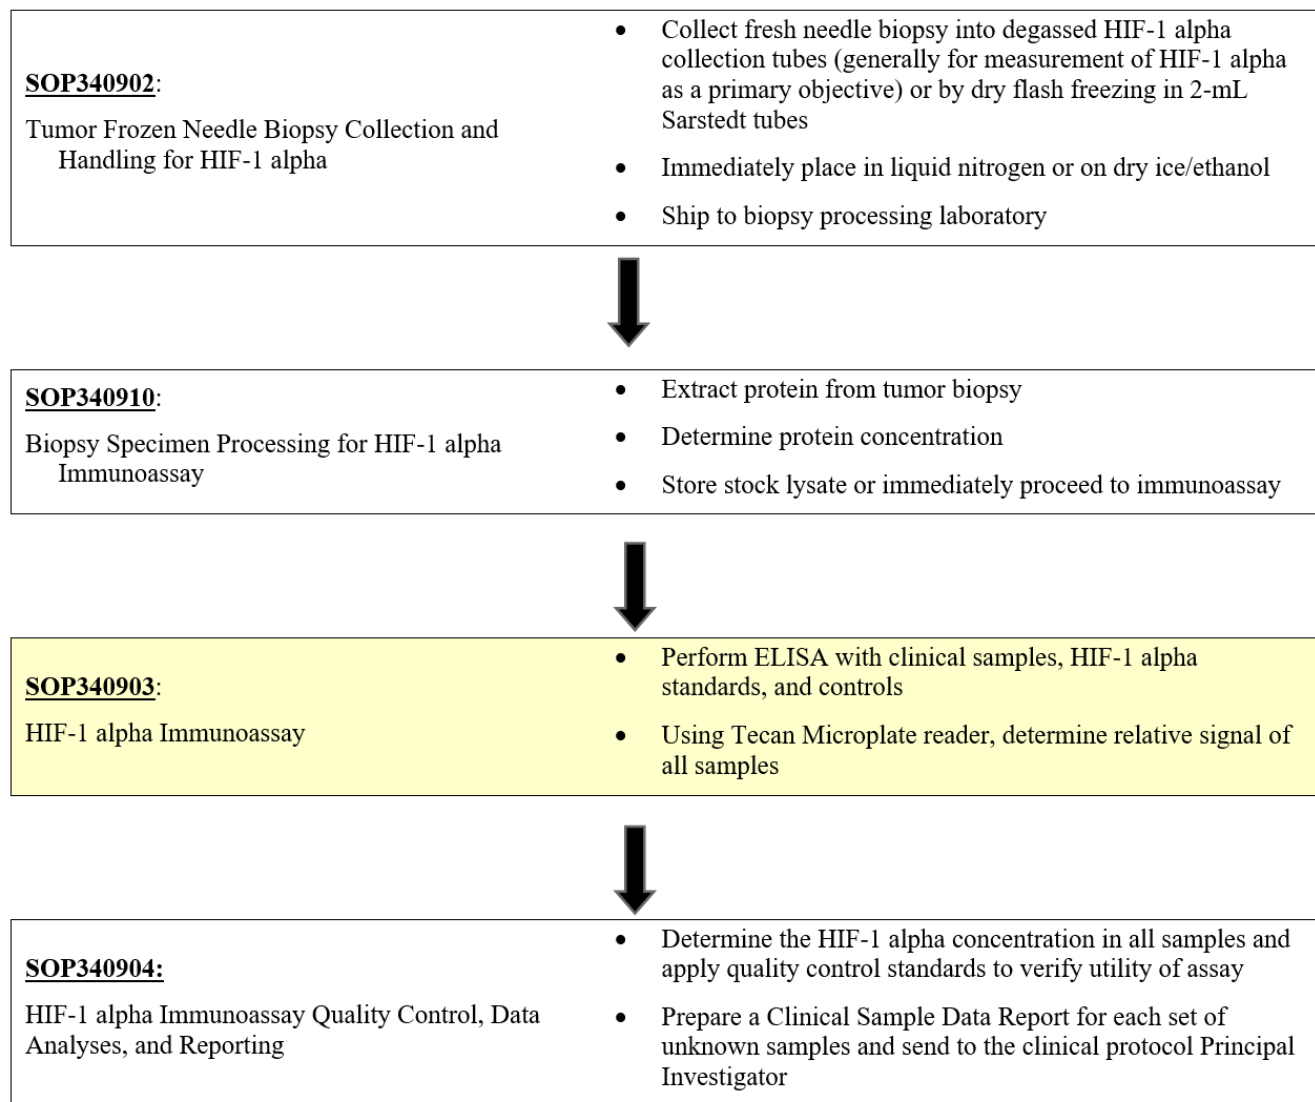 SOP340902:
Tumor Frozen Needle Biopsy Collection and
Handling for HIF-1 alpha
• Collect fresh needle biopsy into degassed HIF-1 alpha
collection tubes (generally for measurement of HIF-1 alpha
as a primary objective) or by dry flash freezing in 2-mL
Sarstedt tubes
• Immediately place in liquid nitrogen or on dry ice/ethanol
• Ship to biopsy processing laboratory
SOP340910:
Biopsy Specimen Processing for HIF-1 alpha
Immunoassay
• Extract protein from tumor biopsy
• Determine protein concentration
• Store stock lysate or immediately proceed to immunoassay
SOP340903:
HIF-1 alpha Immunoassay
• Perform ELISA with clinical samples, HIF-1 alpha
standards, and controls
• Using Tecan Microplate reader, determine relative signal of
all samples
SOP340904:
HIF-1 alpha Immunoassay Quality Control, Data
Analyses, and Reporting
• Determine the HIF-1 alpha concentration in all samples and
apply quality control standards to verify utility of assay
• Prepare a Clinical Sample Data Report for each set of
unknown samples and send to the clinical protocol Principal
Investigator